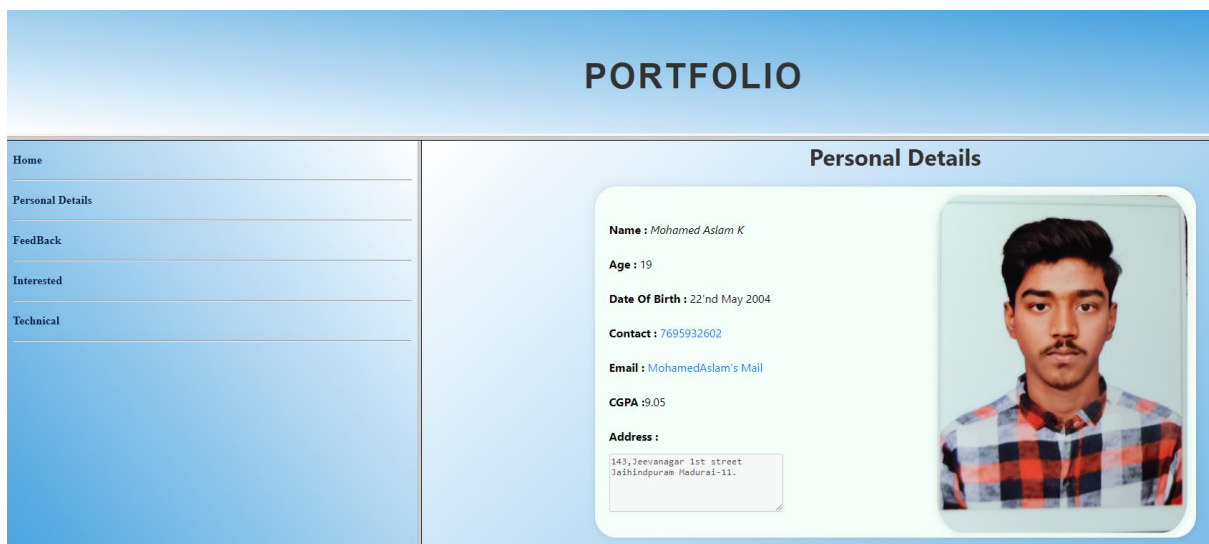 PORTFOLIO
Home
Personal Details
FeedBack
Interested
Technical
Personal Details
Name : Mohamed Aslam K
Age : 19
Date Of Birth : 22'nd May 2004
Contact : 7695932602
Email : MohamedAslam's Mail
CGPA :9.05
Address :
143,Jeevanagar 1st street
Jaihindpuram Madurai-11.